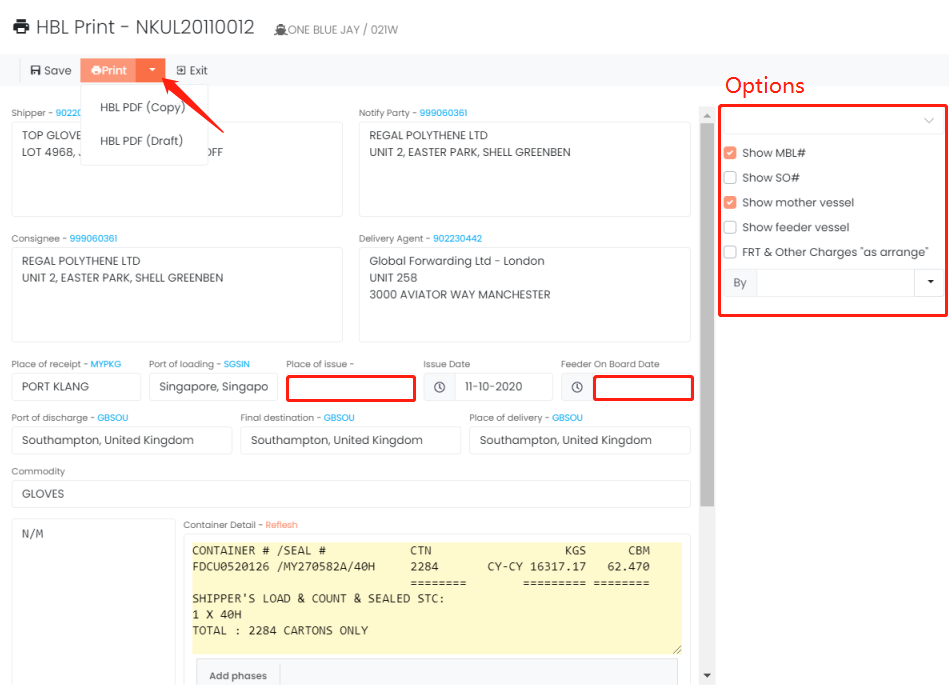 HBL Print - NKUL20110012 ONE BLUE JAY / 021W
Save Print Exit
HBL PDF (Copy)
HBL PDF (Draft)
Options
Shipper - 90220
TOP GLOVE
LOT 4968, OFF
Notify Party - 999060361
REGAL POLYTHENE LTD
UNIT 2, EASTER PARK, SHELL GREENBEN
Consignee - 999060361
REGAL POLYTHENE LTD
UNIT 2, EASTER PARK, SHELL GREENBEN
Delivery Agent - 902230442
Global Forwarding Ltd - London
UNIT 258
3000 AVIATOR WAY MANCHESTER
Show MBL#
Show SO#
Show mother vessel
Show feeder vessel
FRT & Other Charges "as arrange"
By
Place of receipt - MYPKG Port of loading - SGSIN Place of issue - Issue Date Feeder On Board Date
PORT KLANG Singapore, Singapo 11-10-2020
Port of discharge - GBSOU Final destination - GBSOU Place of delivery - GBSOU
Southampton, United Kingdom Southampton, United Kingdom Southampton, United Kingdom
Commodity
GLOVES
N/M
Container Detail - Reflesh
CONTAINER # /SEAL # CTN KGS CBM
FDCU0520126 /MY270582A/40H 2284 CY-CY 16317.17 62.470
======== ========= ========
SHIPPER'S LOAD & COUNT & SEALED STC:
1 X 40H
TOTAL : 2284 CARTONS ONLY
Add phases